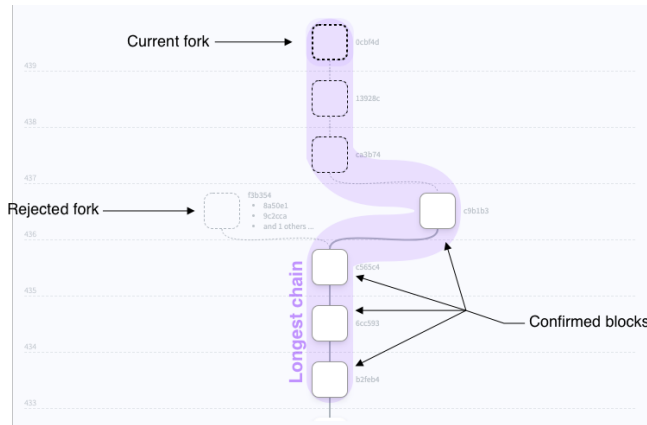 Current fork
0cbf4d
439
13928c
438
ca3b74
437
f3b354
8a50e1
9c2cca
and 1 others ...
Rejected fork
c9b1b3
436
c565c4
435
Longest chain
6cc593
Confirmed blocks
434
b2feb4
433